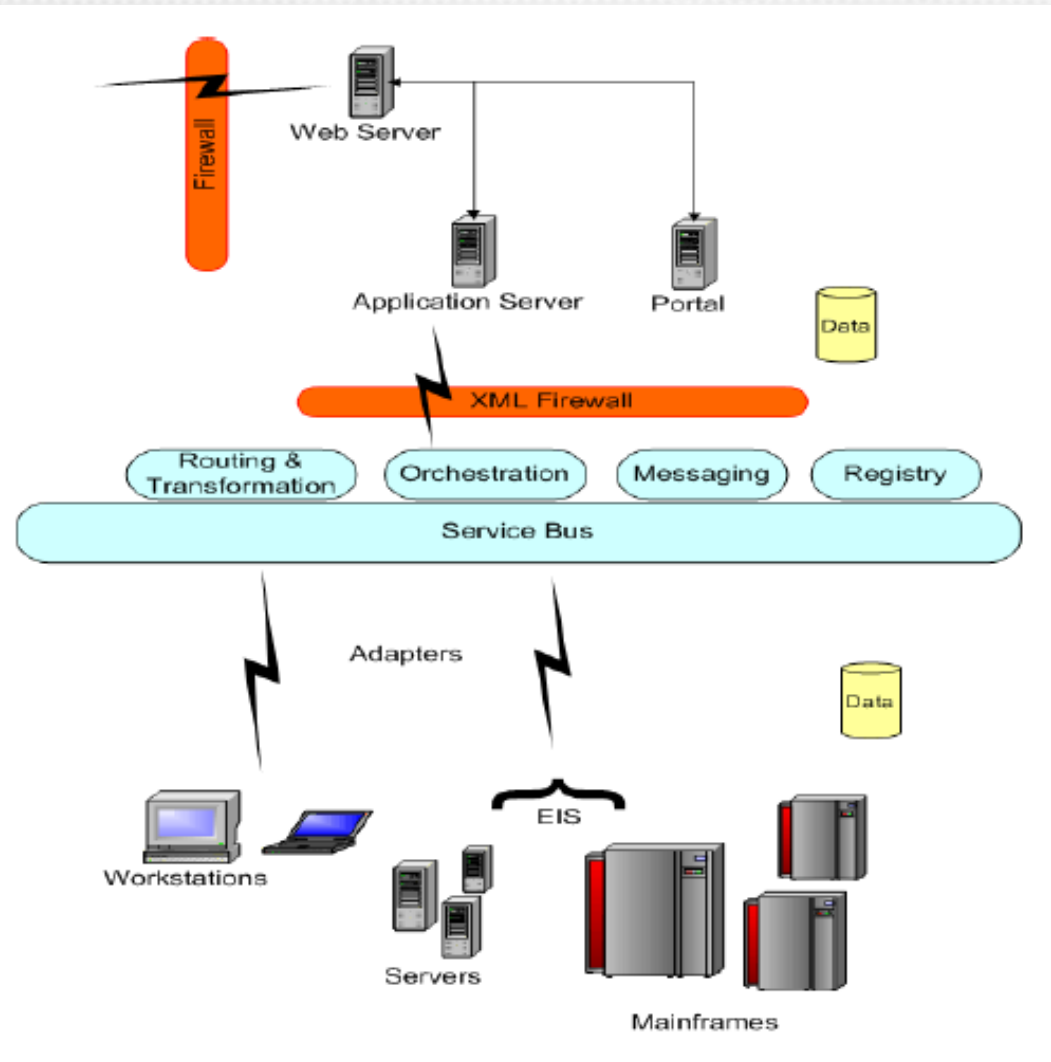 Firewall
Web Server
Application Server
Portal
Data
XML Firewall
Routing &
Transformation
Orchestration
Messaging
Registry
Service Bus
Adapters
Data
EIS
Workstations
Servers
Mainframes